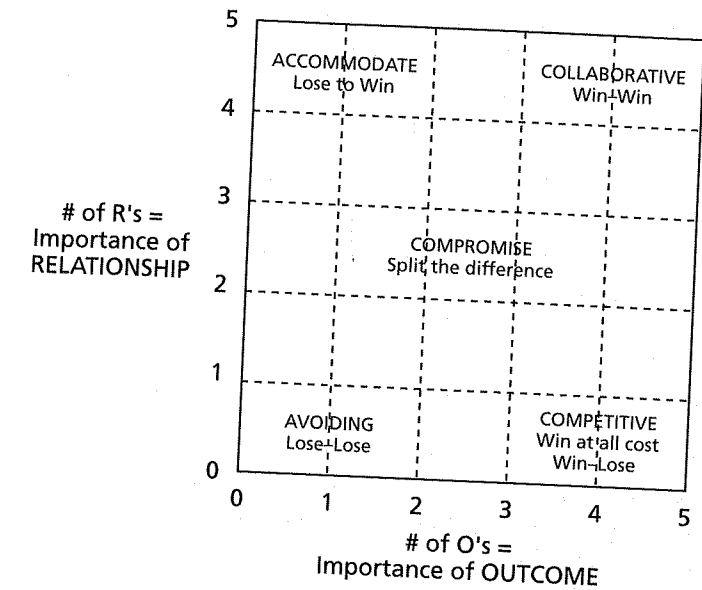 5
ACCOMMODATE
Lose to Win
COLLABORATIVE
Win-Win
4
3
# of R's =
Importance of
RELATIONSHIP
COMPROMISE
Split the difference
2
1
AVOIDING
Lose-Lose
COMPETITIVE
Win at all cost
Win-Lose
0
0
1
2
3
4
5
# of O's =
Importance of OUTCOME